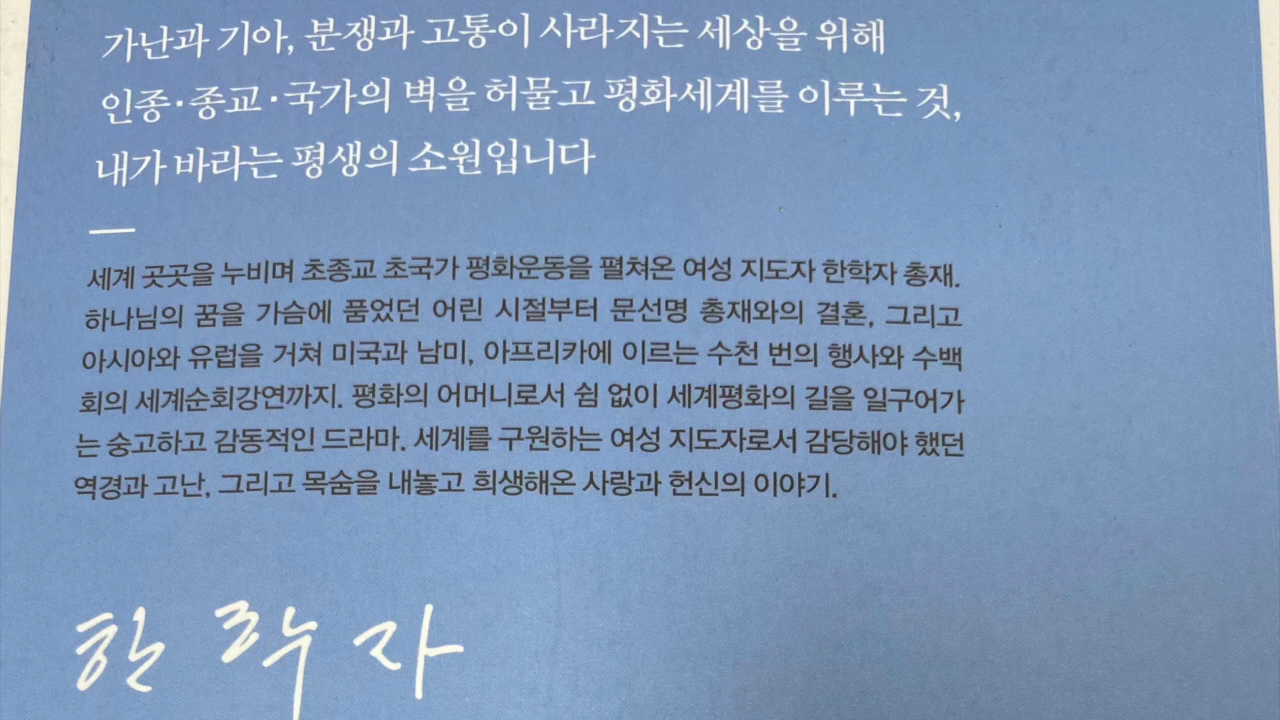 가난과 기아, 분쟁과 고통이 사라지는 세상을 위해
인종·종교·국가의 벽을 허물고 평화세계를 이루는 것,
내가 바라는 평생의 소원입니다
세계 곳곳을 누비며 초종교 초국가 평화운동을 펼쳐온 여성 지도자 한학자 총재.
하나님의 꿈을 가슴에 품었던 어린 시절부터 문선명 총재와의 결혼, 그리고
아시아와 유럽을 거쳐 미국과 남미, 아프리카에 이르는 수천 번의 행사와 수백
회의 세계순회강연까지. 평화의 어머니로서 쉼 없이 세계평화의 길을 일구어가
는 숭고하고 감동적인 드라마. 세계를 구원하는 여성 지도자로서 감당해야 했던
역경과 고난, 그리고 목숨을 내놓고 희생해온 사랑과 헌신의 이야기.
한학자